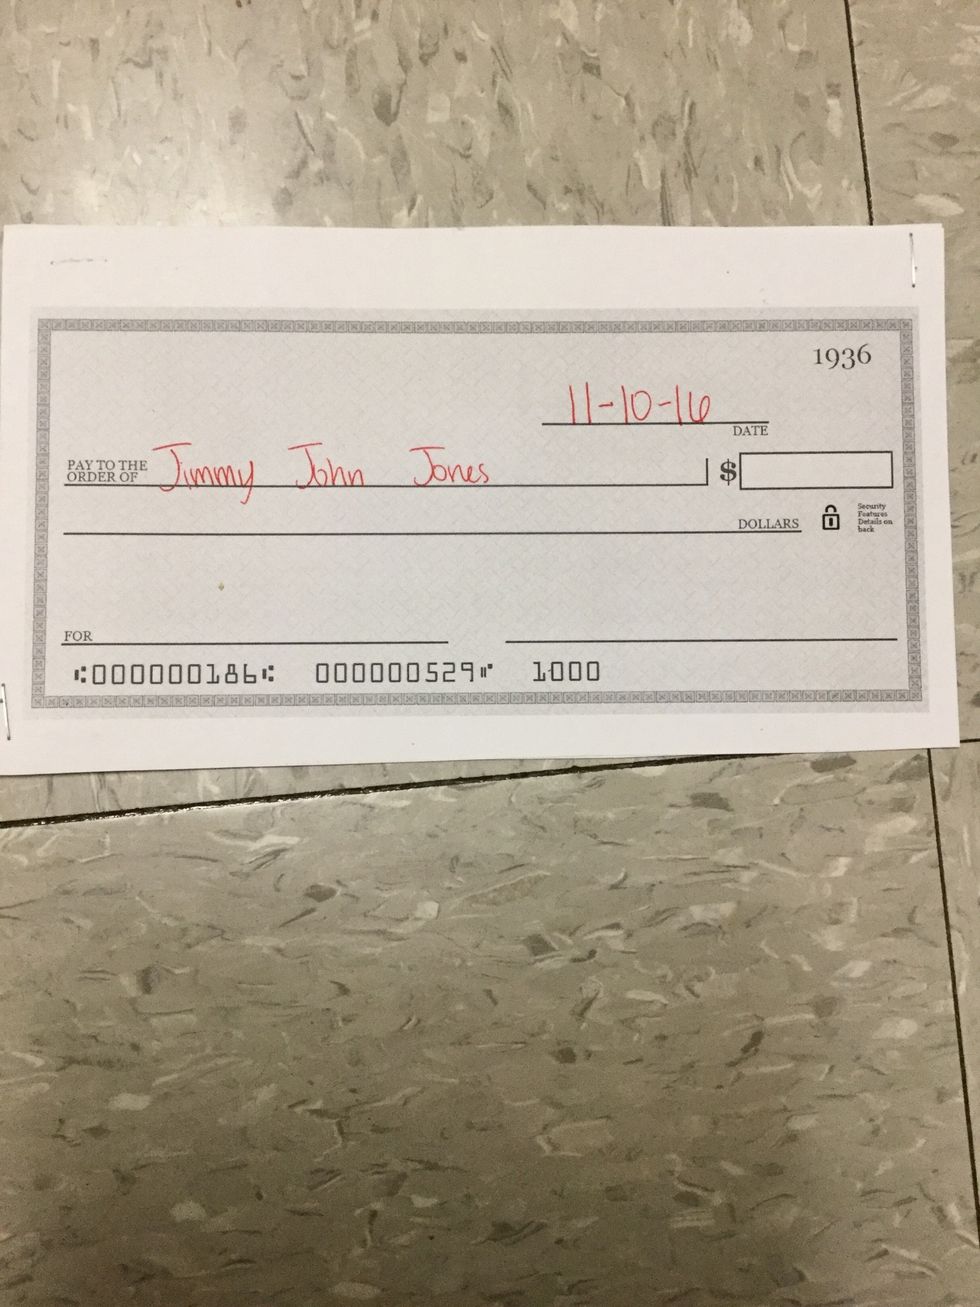 1936
11-10-16
DATE
PAY TO THE
ORDER OF Jimmy John Jones $
DOLLARS
Security
Features
Details on
back
FOR
⑆000000186⑆ 000000529⑈ 1000